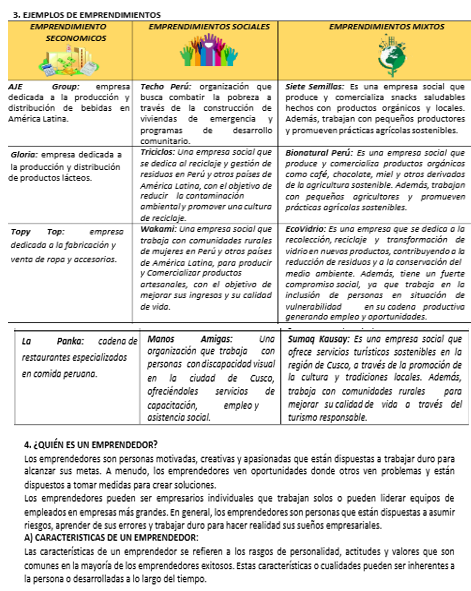 3. EJEMPLOS DE EMPRENDIMIENTOS
EMPRENDIMIENTO
SECONOMICOS
EMPRENDIMIENTOS SOCIALES
EMPRENDIMIENTOS MIXTOS
AJE Group: empresa
dedicada a la producción y
distribución de bebidas en
América Latina.
Techo Perú: organización que
busca combatir la pobreza a
través de la construcción de
viviendas de emergencia y
programas de desarrollo
comunitario.
Siete Semillas: Es una empresa social que
produce y comercializa snacks saludables
hechos con productos orgánicos y locales.
Además, trabajan con pequeños productores
y promueven prácticas agrícolas sostenibles.
Gloria: empresa dedicada a
la producción y distribución
de productos lácteos.
Triciclos: Una empresa social que
se dedica al reciclaje y gestión de
residuos en Perú y otros países de
América Latina, con el objetivo de
reducir la contaminación
ambiental y promover una cultura
de reciclaje.
Bionatural Perú: Es una empresa social que
produce y comercializa productos orgánicos
como café, chocolate, miel y otros derivados
de la agricultura sostenible. Además, trabajan
con pequeños agricultores y promueven
prácticas agrícolas sostenibles.
Topy Top: empresa
dedicada a la fabricación y
venta de ropa y accesorios.
Wakami: Una empresa social que
trabaja con comunidades rurales
de mujeres en Perú y otros países
de América Latina, para producir
y Comercializar productos
artesanales, con el objetivo de
mejorar sus ingresos y su calidad
de vida.
EcoVidrio: Es una empresa que se dedica a la
recolección, reciclaje y transformación de
vidrio en nuevos productos, contribuyendo a la
reducción de residuos y a la conservación del
medio ambiente. Además, tiene un fuerte
compromiso social, ya que trabaja en la
inclusión de personas en situación de
vulnerabilidad en su cadena productiva
generando empleo y oportunidades.
La Panka: cadena de
restaurantes especializados
en comida peruana.
Manos Amigas: Una
organización que trabaja con
personas con discapacidad visual
en la ciudad de Cusco,
ofreciéndoles servicios de
capacitación, empleo y
asistencia social.
Sumaq Kausay: Es una empresa social que
ofrece servicios turísticos sostenibles en la
región de Cusco, a través de la promoción de
la cultura y tradiciones locales. Además,
trabaja con comunidades rurales para
mejorar su calidad de vida a través del
turismo responsable.
4. ¿QUIÉN ES UN EMPRENDEDOR?
Los emprendedores son personas motivadas, creativas y apasionadas que están dispuestas a trabajar duro para
alcanzar sus metas. A menudo, los emprendedores ven oportunidades donde otros ven problemas y están
dispuestos a tomar medidas para crear soluciones.
Los emprendedores pueden ser empresarios individuales que trabajan solos o pueden liderar equipos de
empleados en empresas más grandes. En general, los emprendedores son personas que están dispuestas a asumir
riesgos, aprender de sus errores y trabajar duro para hacer realidad sus sueños empresariales.
A) CARACTERISTICAS DE UN EMPRENDEDOR:
Las características de un emprendedor se refieren a los rasgos de personalidad, actitudes y valores que son
comunes en la mayoría de los emprendedores exitosos. Estas características o cualidades pueden ser inherentes a
la persona o desarrolladas a lo largo del tiempo.